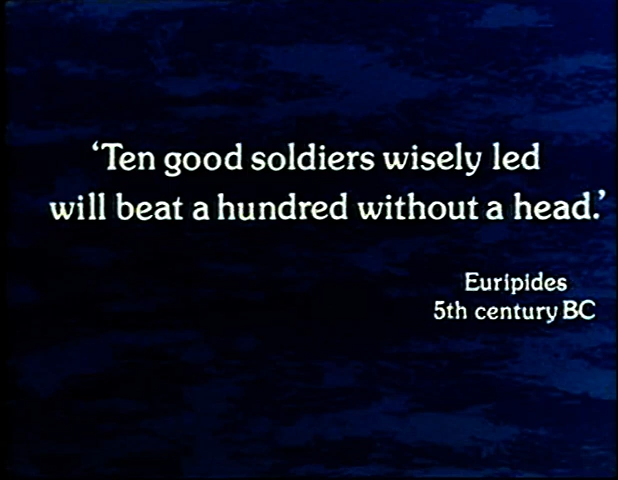 ‘Ten good soldiers wisely led
will beat a hundred without a head.’
Euripides
5th century BC